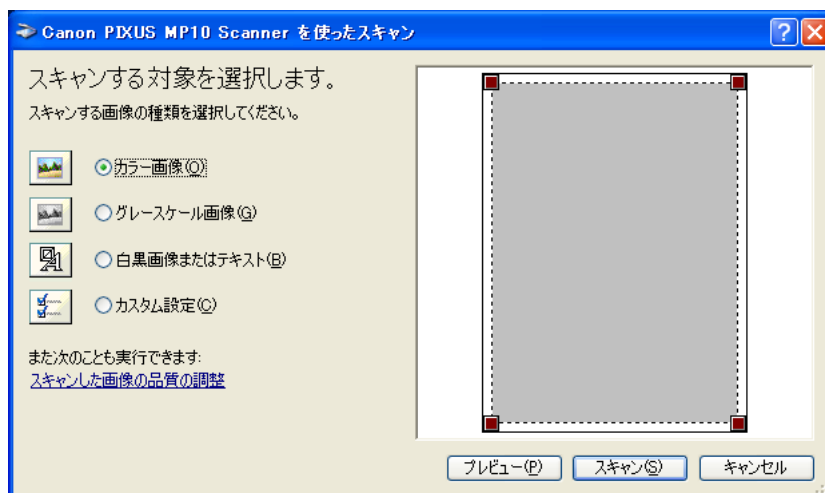 Canon PIXUS MP10 Scanner を使ったスキャン
スキャンする対象を選択します。
スキャンする画像の種類を選択してください。
カラー画像(O)
グレースケール画像(G)
白黒画像またはテキスト(B)
カスタム設定(C)
また次のことも実行できます:
スキャンした画像の品質の調整
プレビュー(P) スキャン(S) キャンセル